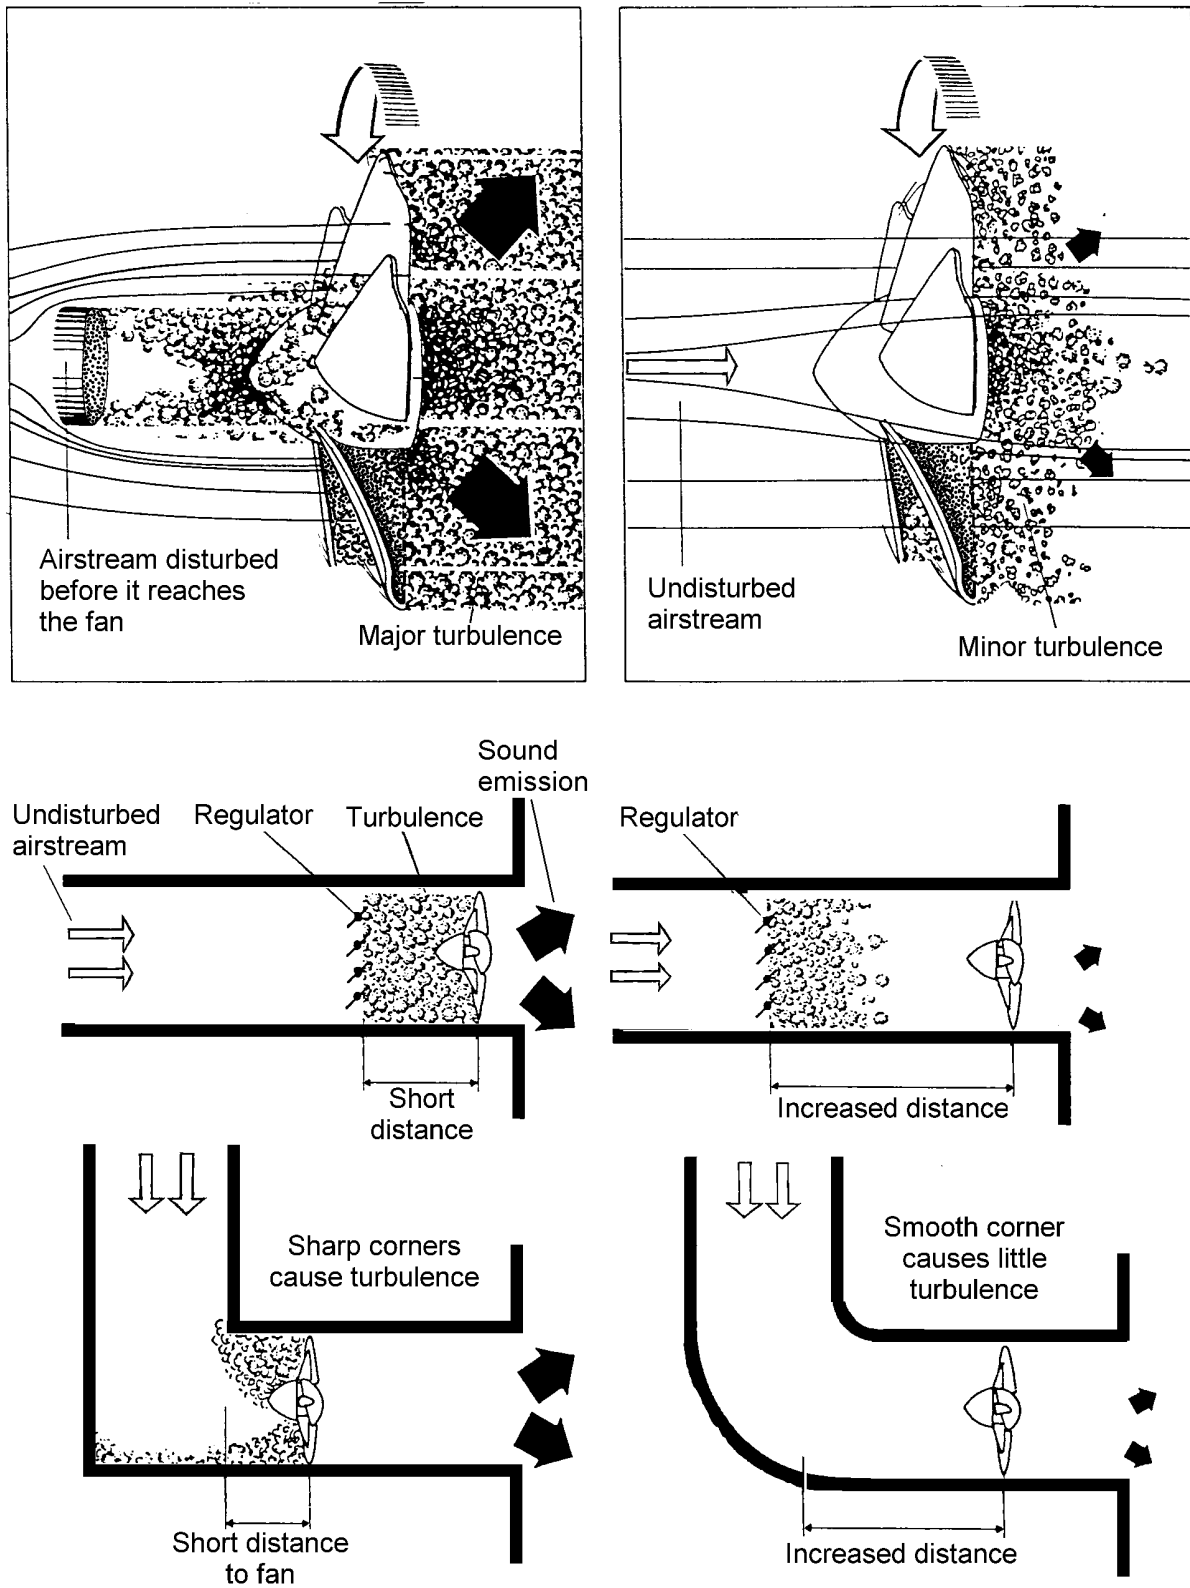 Airstream disturbed
before it reaches
the fan
Major turbulence
Undisturbed
airstream
Minor turbulence
Sound
emission
Undisturbed
airstream
Regulator
Turbulence
Regulator
Short
distance
Increased distance
Sharp corners
cause turbulence
Smooth corner
causes little
turbulence
Short distance
to fan
Increased distance